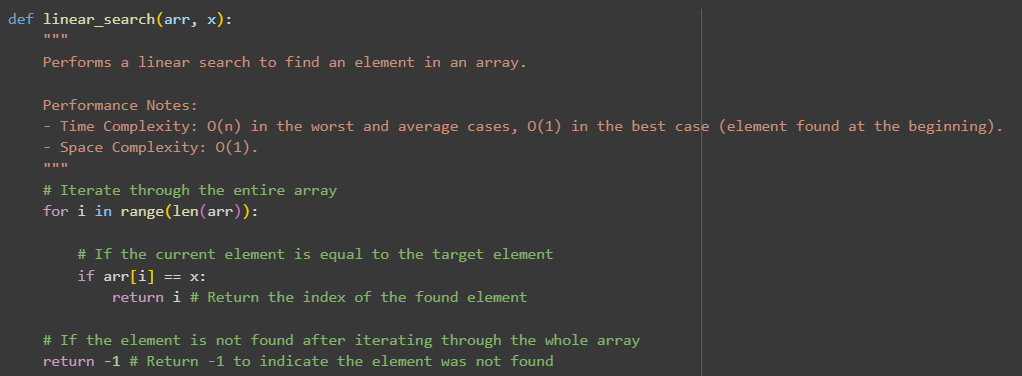 def linear_search(arr, x):
    """
    Performs a linear search to find an element in an array.

    Performance Notes:
    - Time Complexity: O(n) in the worst and average cases, O(1) in the best case (element found at the beginning).
    - Space Complexity: O(1).
    """
    # Iterate through the entire array
    for i in range(len(arr)):

        # If the current element is equal to the target element
        if arr[i] == x:
            return i # Return the index of the found element

    # If the element is not found after iterating through the whole array
    return -1 # Return -1 to indicate the element was not found